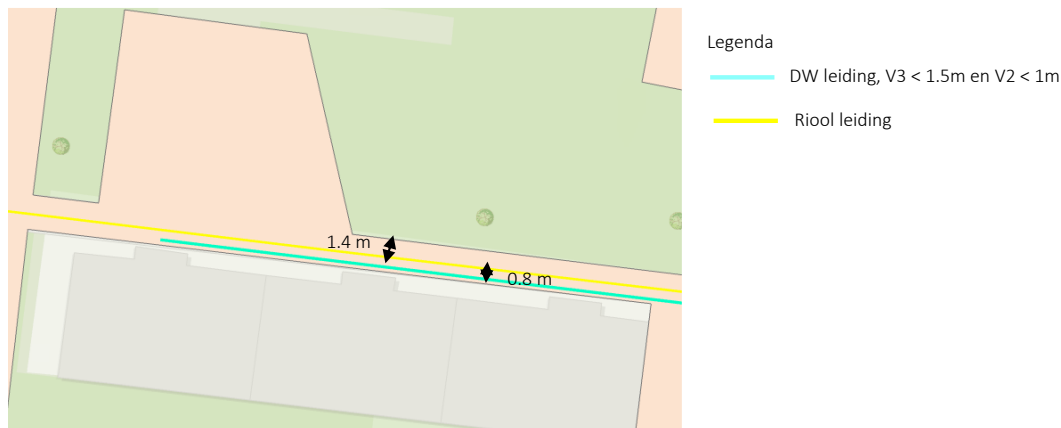 Legenda
DW leiding, V3 < 1.5m en V2 < 1m
Riool leiding
1.4 m
0.8 m